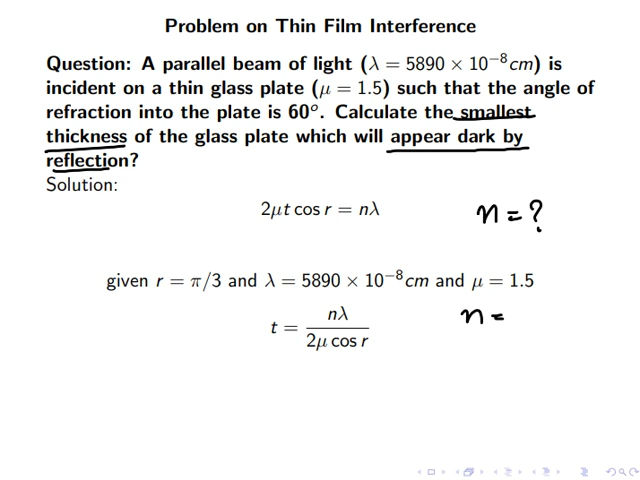 Problem on Thin Film Interference
Question: A parallel beam of light (λ = 5890 × 10⁻⁸cm) is
incident on a thin glass plate (μ = 1.5) such that the angle of
refraction into the plate is 60ᵒ. Calculate the smallest
thickness of the glass plate which will appear dark by
reflection?
Solution:
2μt cos r = nλ
n = ?
given r = π/3 and λ = 5890 × 10⁻⁸cm and μ = 1.5
t = nλ / 2μ cos r
n =